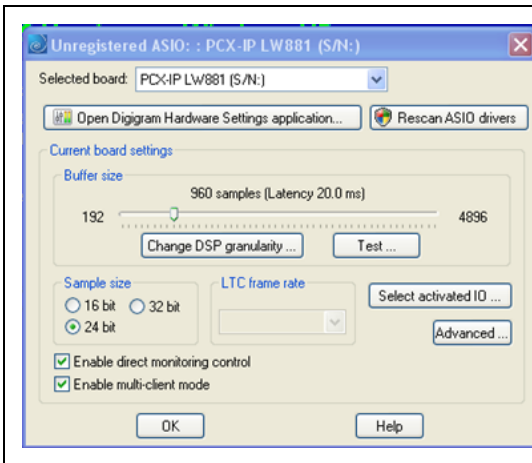 Unregistered ASIO: : PCX-IP LW881 (S/N:)
Selected board: PCX-IP LW881 (S/N:)
Open Digigram Hardware Settings application... Rescan ASIO drivers
Current board settings
Buffer size
960 samples (Latency 20.0 ms)
192 4896
Change DSP granularity ... Test ...
Sample size LTC frame rate
16 bit 32 bit
24 bit
Select activated IO ...
Advanced ...
Enable direct monitoring control
Enable multi-client mode
OK Help